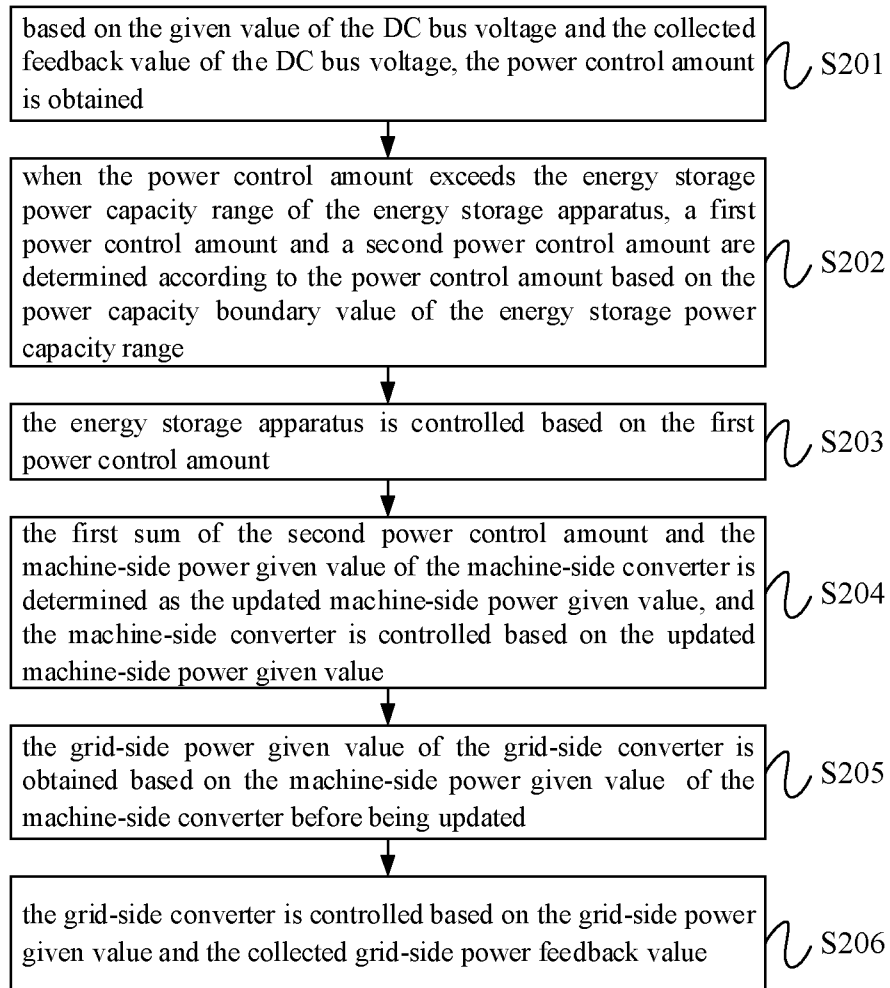 based on the given value of the DC bus voltage and the collected
feedback value of the DC bus voltage, the power control amount
is obtained
S201
when the power control amount exceeds the energy storage
power capacity range of the energy storage apparatus, a first
power control amount and a second power control amount are
determined according to the power control amount based on the
power capacity boundary value of the energy storage power
capacity range
S202
the energy storage apparatus is controlled based on the first
power control amount
S203
the first sum of the second power control amount and the
machine-side power given value of the machine-side converter is
determined as the updated machine-side power given value, and
the machine-side converter is controlled based on the updated
machine-side power given value
S204
the grid-side power given value of the grid-side converter is
obtained based on the machine-side power given value of the
machine-side converter before being updated
S205
the grid-side converter is controlled based on the grid-side power
given value and the collected grid-side power feedback value
S206